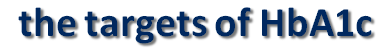 the targets of HbA1c